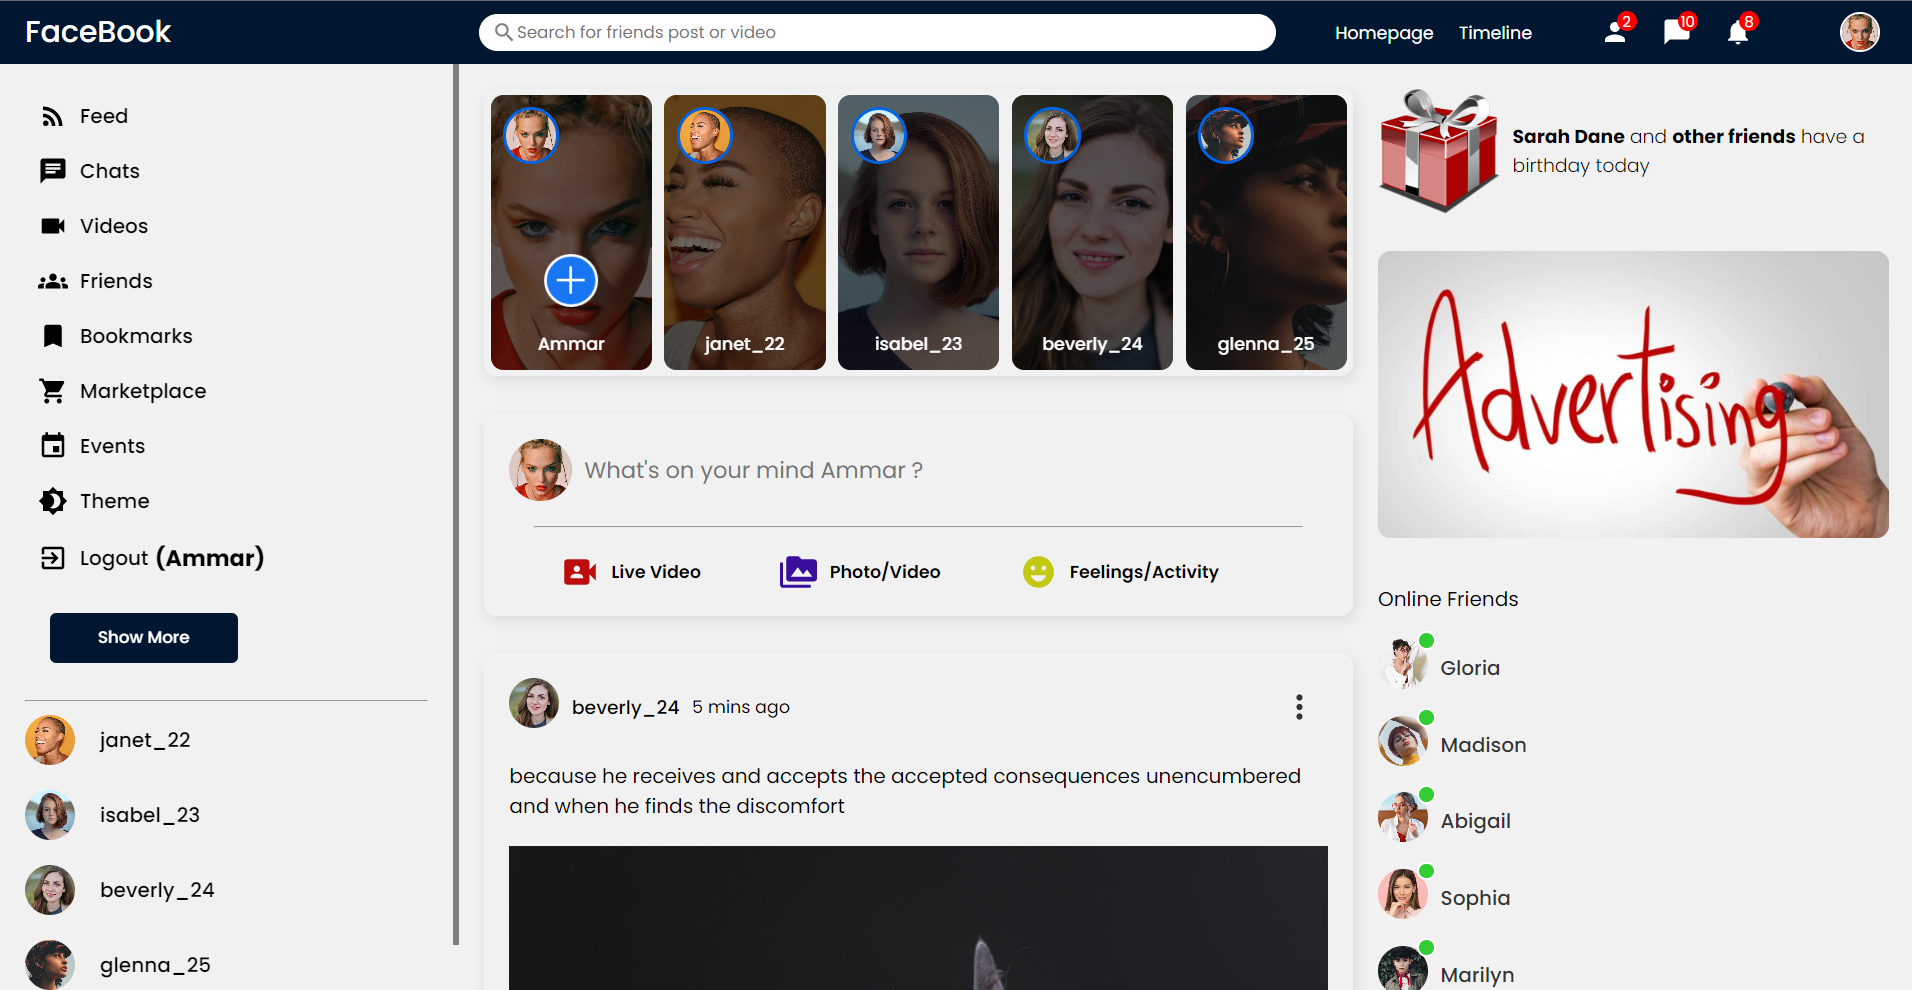 FaceBook
Search for friends post or video
Homepage
Timeline
2
10
8
Feed
Chats
Videos
Friends
Bookmarks
Marketplace
Events
Theme
Logout (Ammar)
Show More
janet_22
isabel_23
beverly_24
glenna_25
Ammar
janet_22
isabel_23
beverly_24
glenna_25
What's on your mind Ammar ?
Live Video
Photo/Video
Feelings/Activity
beverly_24 5 mins ago
because he receives and accepts the accepted consequences unencumbered
and when he finds the discomfort
Sarah Dane and other friends have a
birthday today
Advertising
Online Friends
Gloria
Madison
Abigail
Sophia
Marilyn